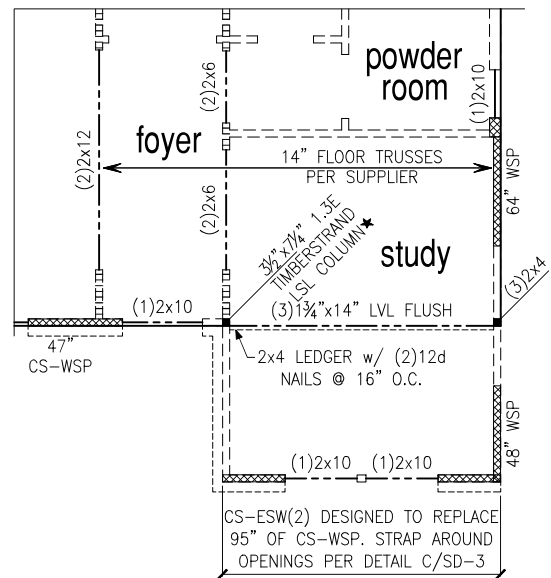 powder
room
(1)2x10
(2)2x6
foyer
(2)2x12
14" FLOOR TRUSSES
PER SUPPLIER
64" WSP
(2)2x6
3½"x7¼" 1.3E
TIMBERSTRAND
LSL COLUMN★
study
(3)2x4
(1)2x10
(3)1¾"x14" LVL FLUSH
47"
CS-WSP
2x4 LEDGER w/ (2)12d
NAILS @ 16" O.C.
48" WSP
(1)2x10 (1)2x10
CS-ESW(2) DESIGNED TO REPLACE
95" OF CS-WSP. STRAP AROUND
OPENINGS PER DETAIL C/SD-3